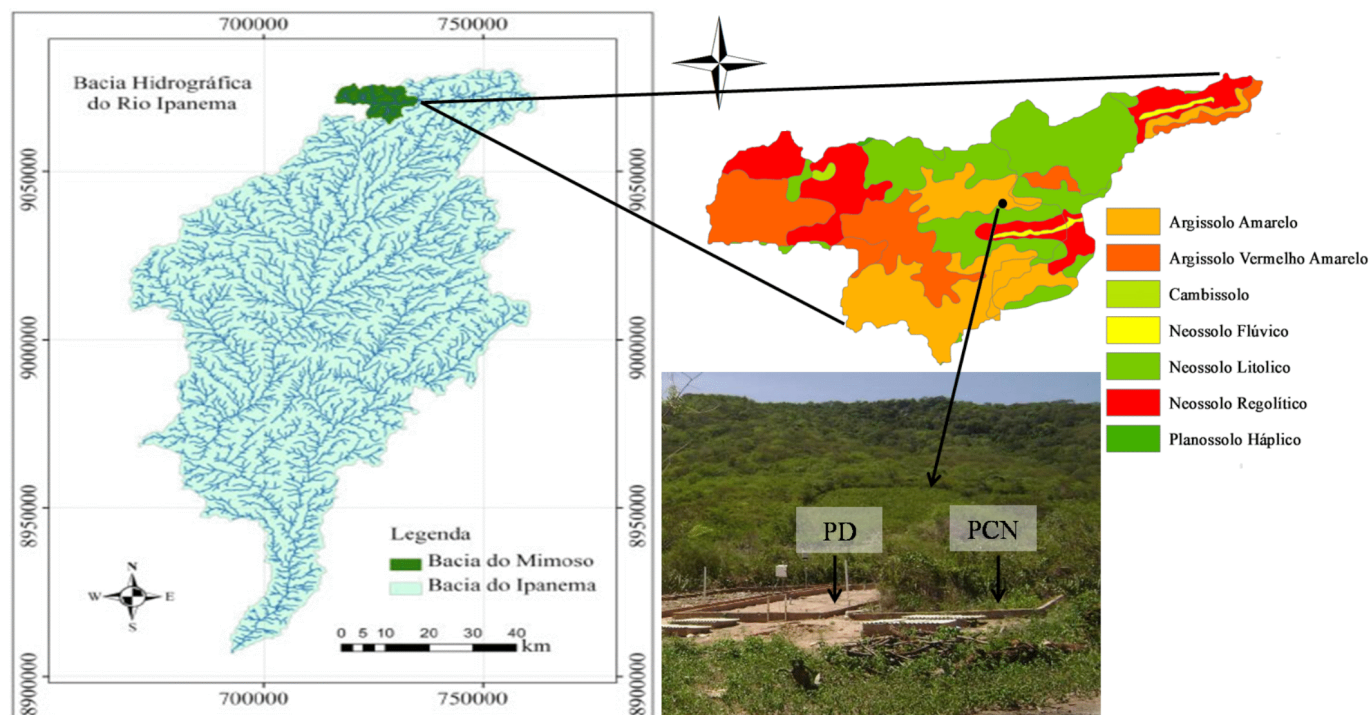 700000
750000
Bacia Hidrográfica
do Rio Ipanema
9050000
9050000
9000000
9000000
8950000
8950000
8900000
8900000
Legenda
Bacia do Mimoso
Bacia do Ipanema
N
W
E
S
0 5 10 20 30 40
km
700000
750000
Argissolo Amarelo
Argissolo Vermelho Amarelo
Cambissolo
Neossolo Flúvico
Neossolo Litolico
Neossolo Regolítico
Planossolo Háplico
PD
PCN